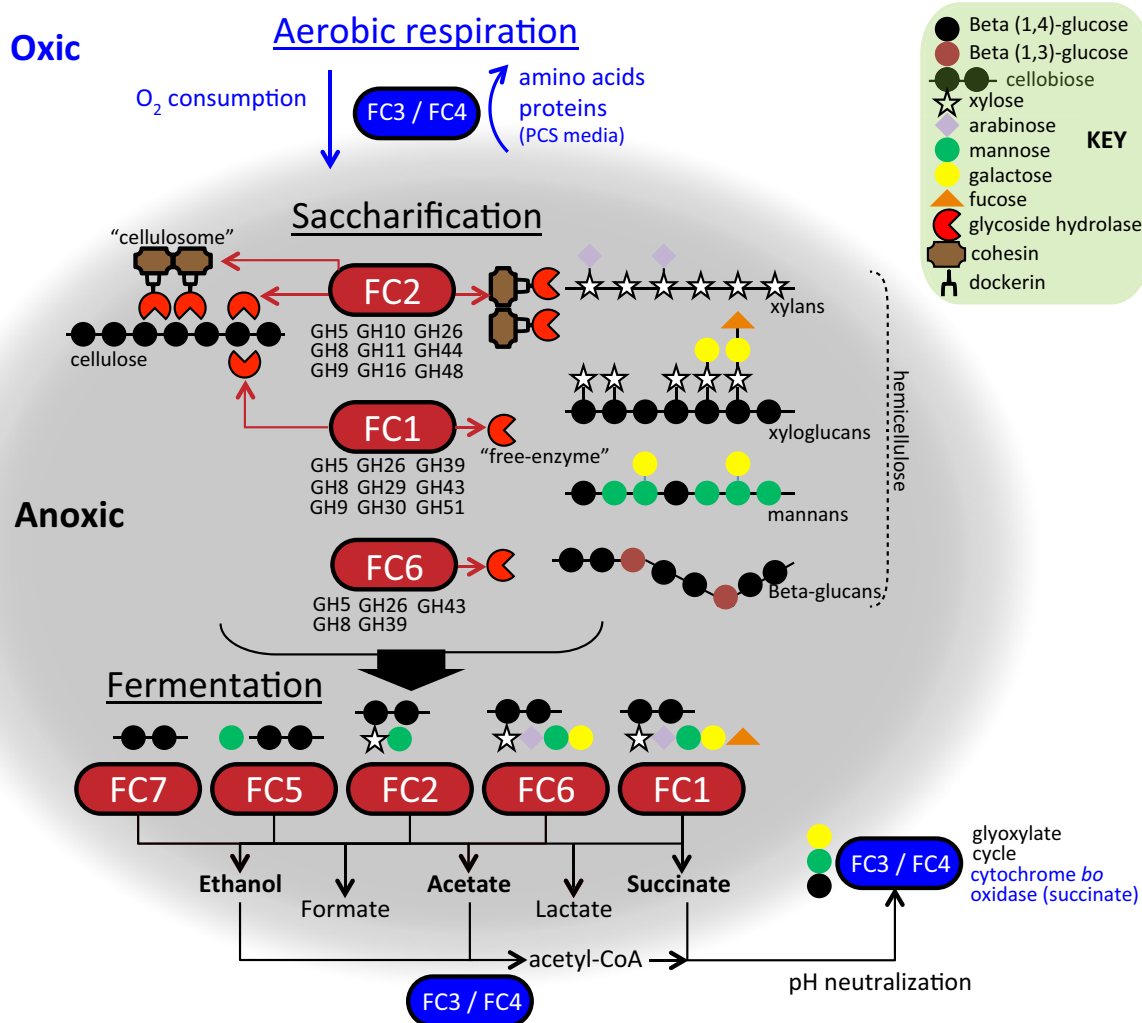 Oxic
Aerobic respiration
O2 consumption
FC3 / FC4
amino acids
proteins
(PCS media)
Beta (1,4)-glucose
Beta (1,3)-glucose
cellobiose
xylose
arabinose
KEY
mannose
galactose
fucose
glycoside hydrolase
cohesin
dockerin
Saccharification
"cellulosome"
cellulose
FC2
GH5 GH10 GH26
GH8 GH11 GH44
GH9 GH16 GH48
xylans
FC1
"free-enzyme"
GH5 GH26 GH39
GH8 GH29 GH43
GH9 GH30 GH51
xyloglucans
hemicellulose
mannans
Anoxic
FC6
GH5 GH26 GH43
GH8 GH39
Beta-glucans
Fermentation
FC7
FC5
FC2
FC6
FC1
Ethanol
Formate
Acetate
Lactate
Succinate
FC3 / FC4
glyoxylate
cycle
cytochrome bo
oxidase (succinate)
acetyl-CoA
pH neutralization
FC3 / FC4